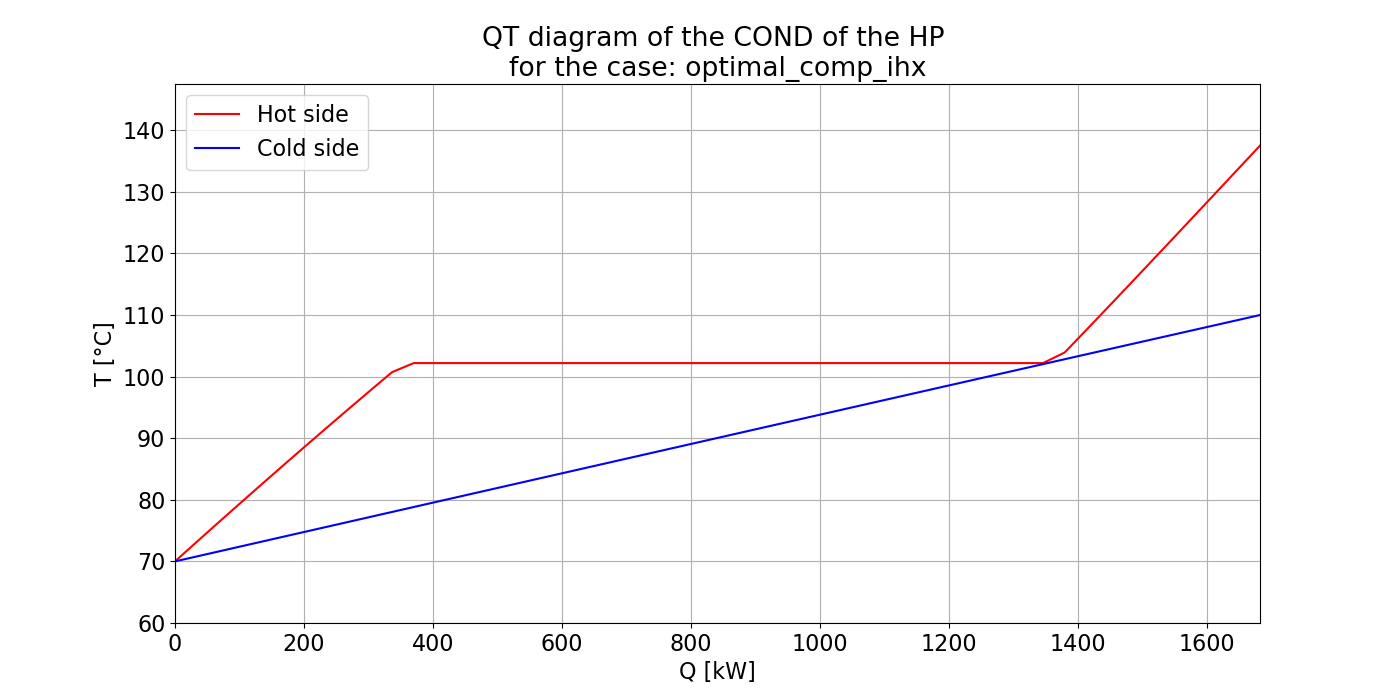 QT diagram of the COND of the HP
for the case: optimal_comp_ihx
Hot side
Cold side
T [°C]
140
130
120
110
100
90
80
70
60
0 200 400 600 800 1000 1200 1400 1600
Q [kW]